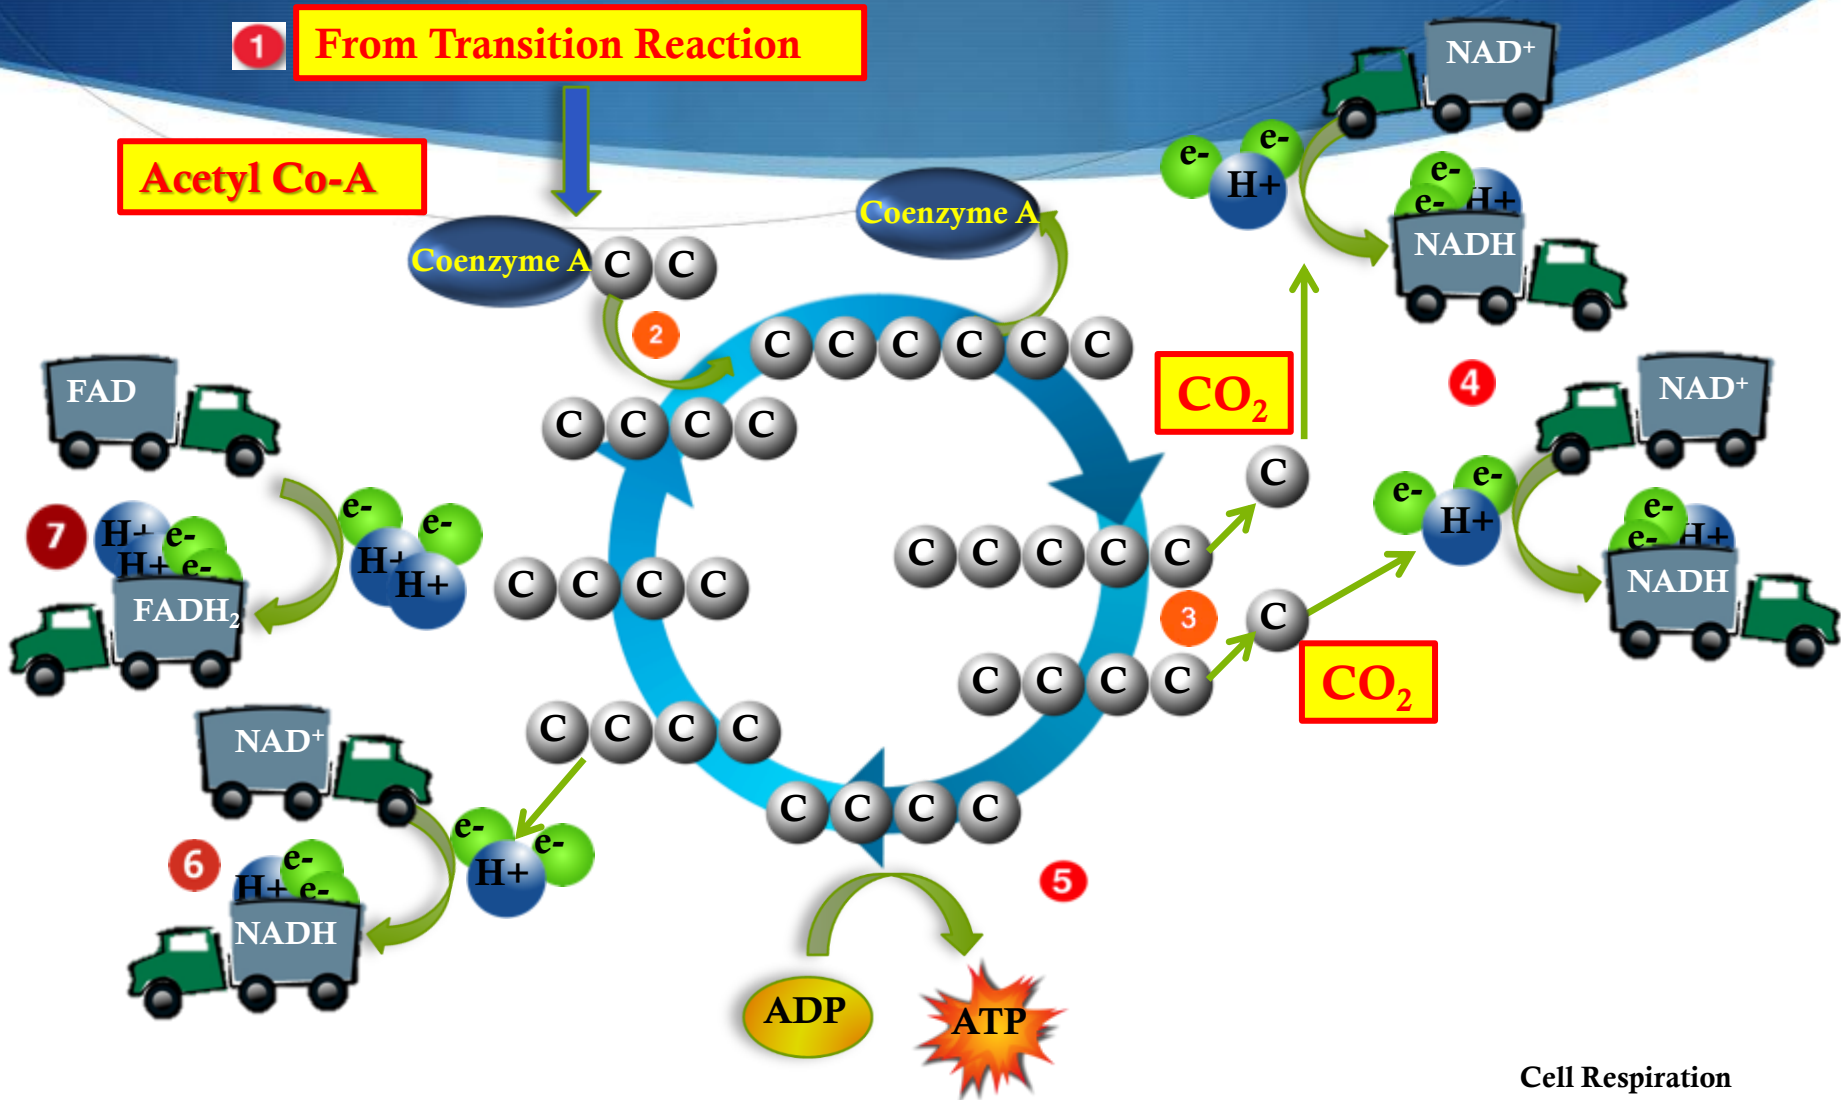 1 From Transition Reaction
NAD+
Acetyl Co-A
e- e-
H+
Coenzyme A
e- H+
e-
NADH
Coenzyme A C C
2
C C C C C C
CO2
4
NAD+
FAD
C C C C
C
e- e-
H+
e- H+
e-
NADH
7
H+ e-
H+ e-
FADH2
e- e-
H+
H+
C C C C C
C C C C
3
C
C C C C
CO2
NAD+
C C C C
C C C C
e- e-
H+
6
e-
H+ e-
NADH
5
ADP
ATP
Cell Respiration